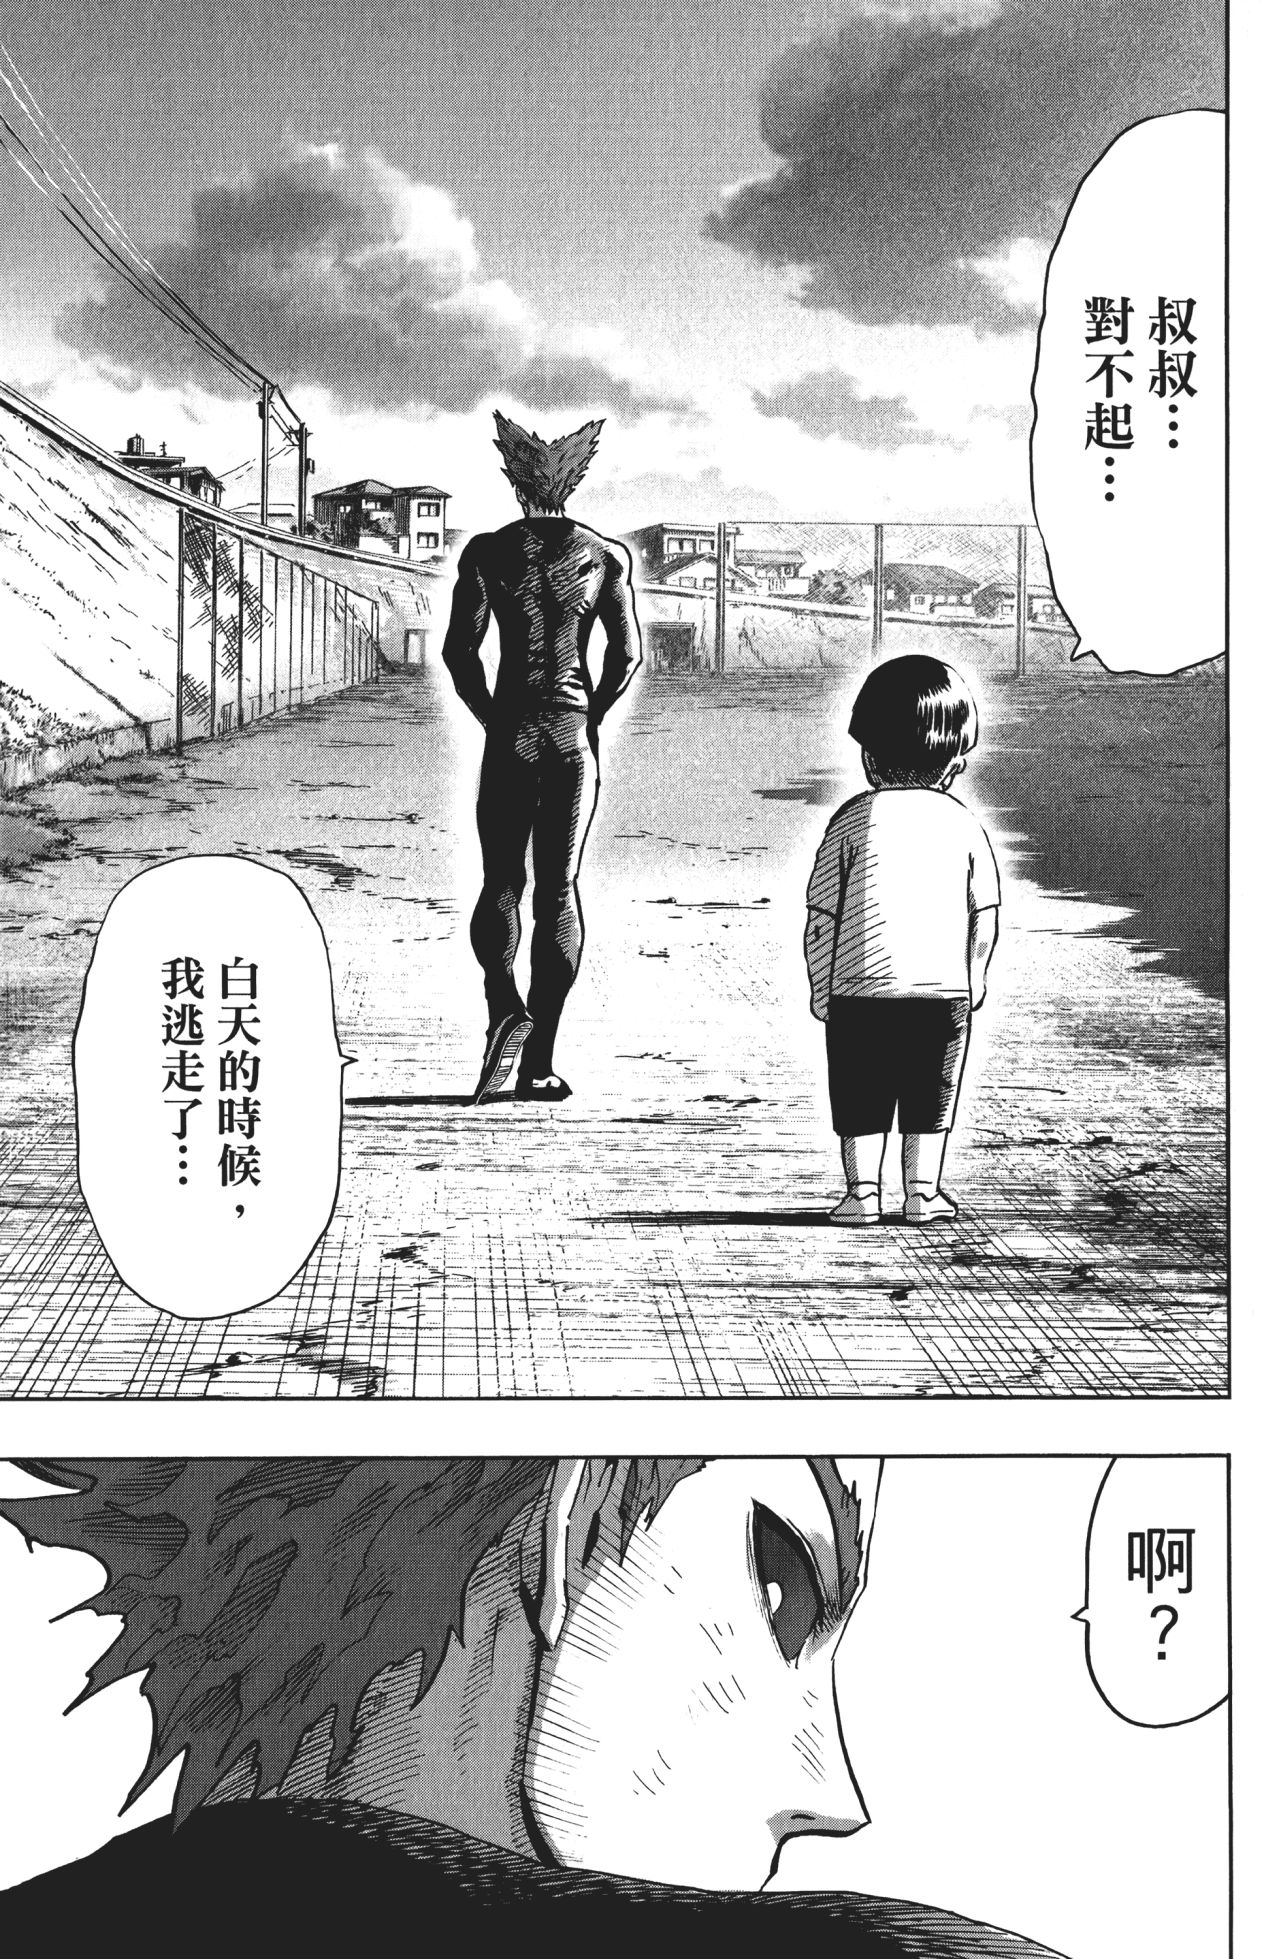 叔叔…
對不起…
白天的時候，
我逃走了…
啊？